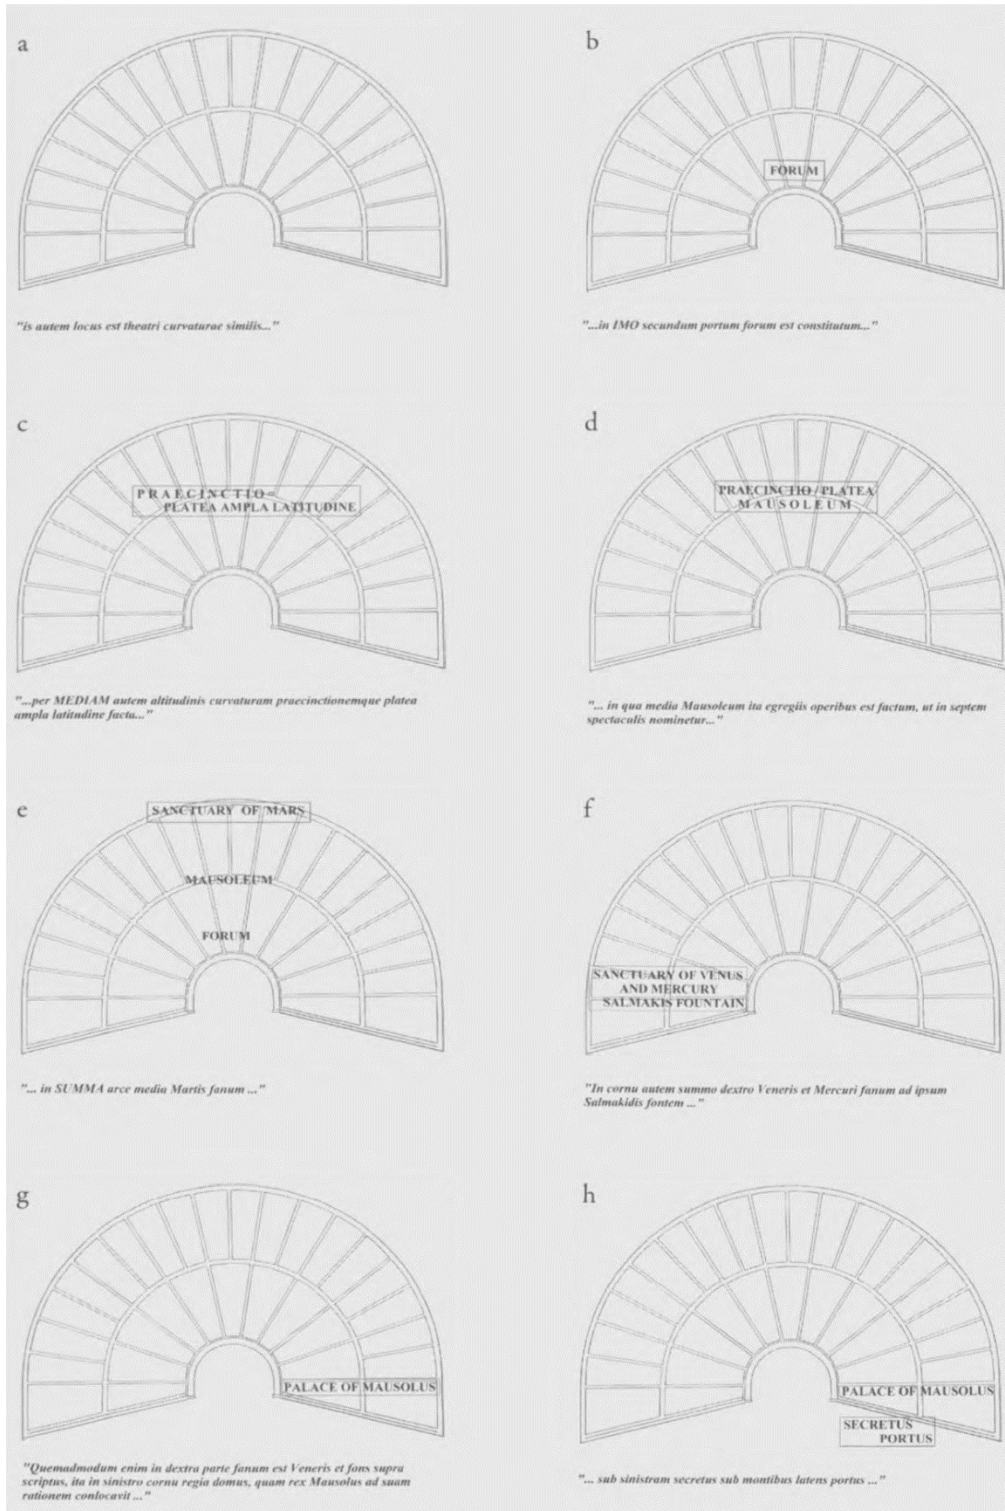 a
"is autem locus est theatri curvaturae similis..."
b
FORUM
"...in IMO secundum portum forum est constitutum..."
c
PRAECINCTIO=
PLATEA AMPLA LATITUDINE
"...per MEDIAM autem altitudinis curvaturam praecinctionemque platea
ampla latitudine facta..."
d
PRAECINCTIO/PLATEA
MAUSOLEUM
"... in qua media Mausoleum ita egregiis operibus est factum, ut in septem
spectaculis nominetur..."
e
SANCTUARY OF MARS
MAUSOLEUM
FORUM
"... in SUMMA arce media Martis fanum ..."
f
SANCTUARY OF VENUS
AND MERCURY
SALMAKIS FOUNTAIN
"In cornu autem summo dextro Veneris et Mercuri fanum ad ipsum
Salmakidis fontem ..."
g
PALACE OF MAUSOLUS
"Quemadmodum enim in dextra parte fanum est Veneris et fons supra
scriptus, ita in sinistro cornu regia domus, quam rex Mausolus ad suam
rationem conlocavit ..."
h
PALACE OF MAUSOLUS
SECRETUS
PORTUS
"... sub sinistram secretus sub montibus latens portus ..."